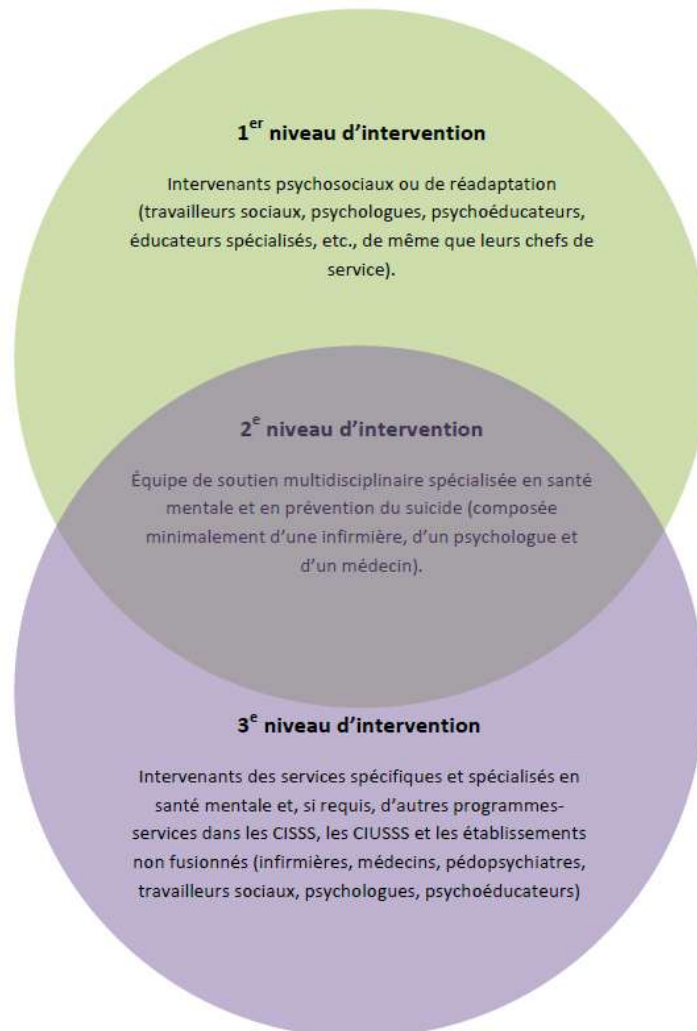 1er niveau d'intervention
Intervenants psychosociaux ou de réadaptation
(travailleurs sociaux, psychologues, psychoéducateurs,
éducateurs spécialisés, etc., de même que leurs chefs de
service).
2e niveau d'intervention
Équipe de soutien multidisciplinaire spécialisée en santé
mentale et en prévention du suicide (composée
minimalement d'une infirmière, d'un psychologue et
d'un médecin).
3e niveau d'intervention
Intervenants des services spécifiques et spécialisés en
santé mentale et, si requis, d'autres programmes-
services dans les CISSS, les CIUSSS et les établissements
non fusionnés (infirmières, médecins, pédopsychiatres,
travailleurs sociaux, psychologues, psychoéducateurs)